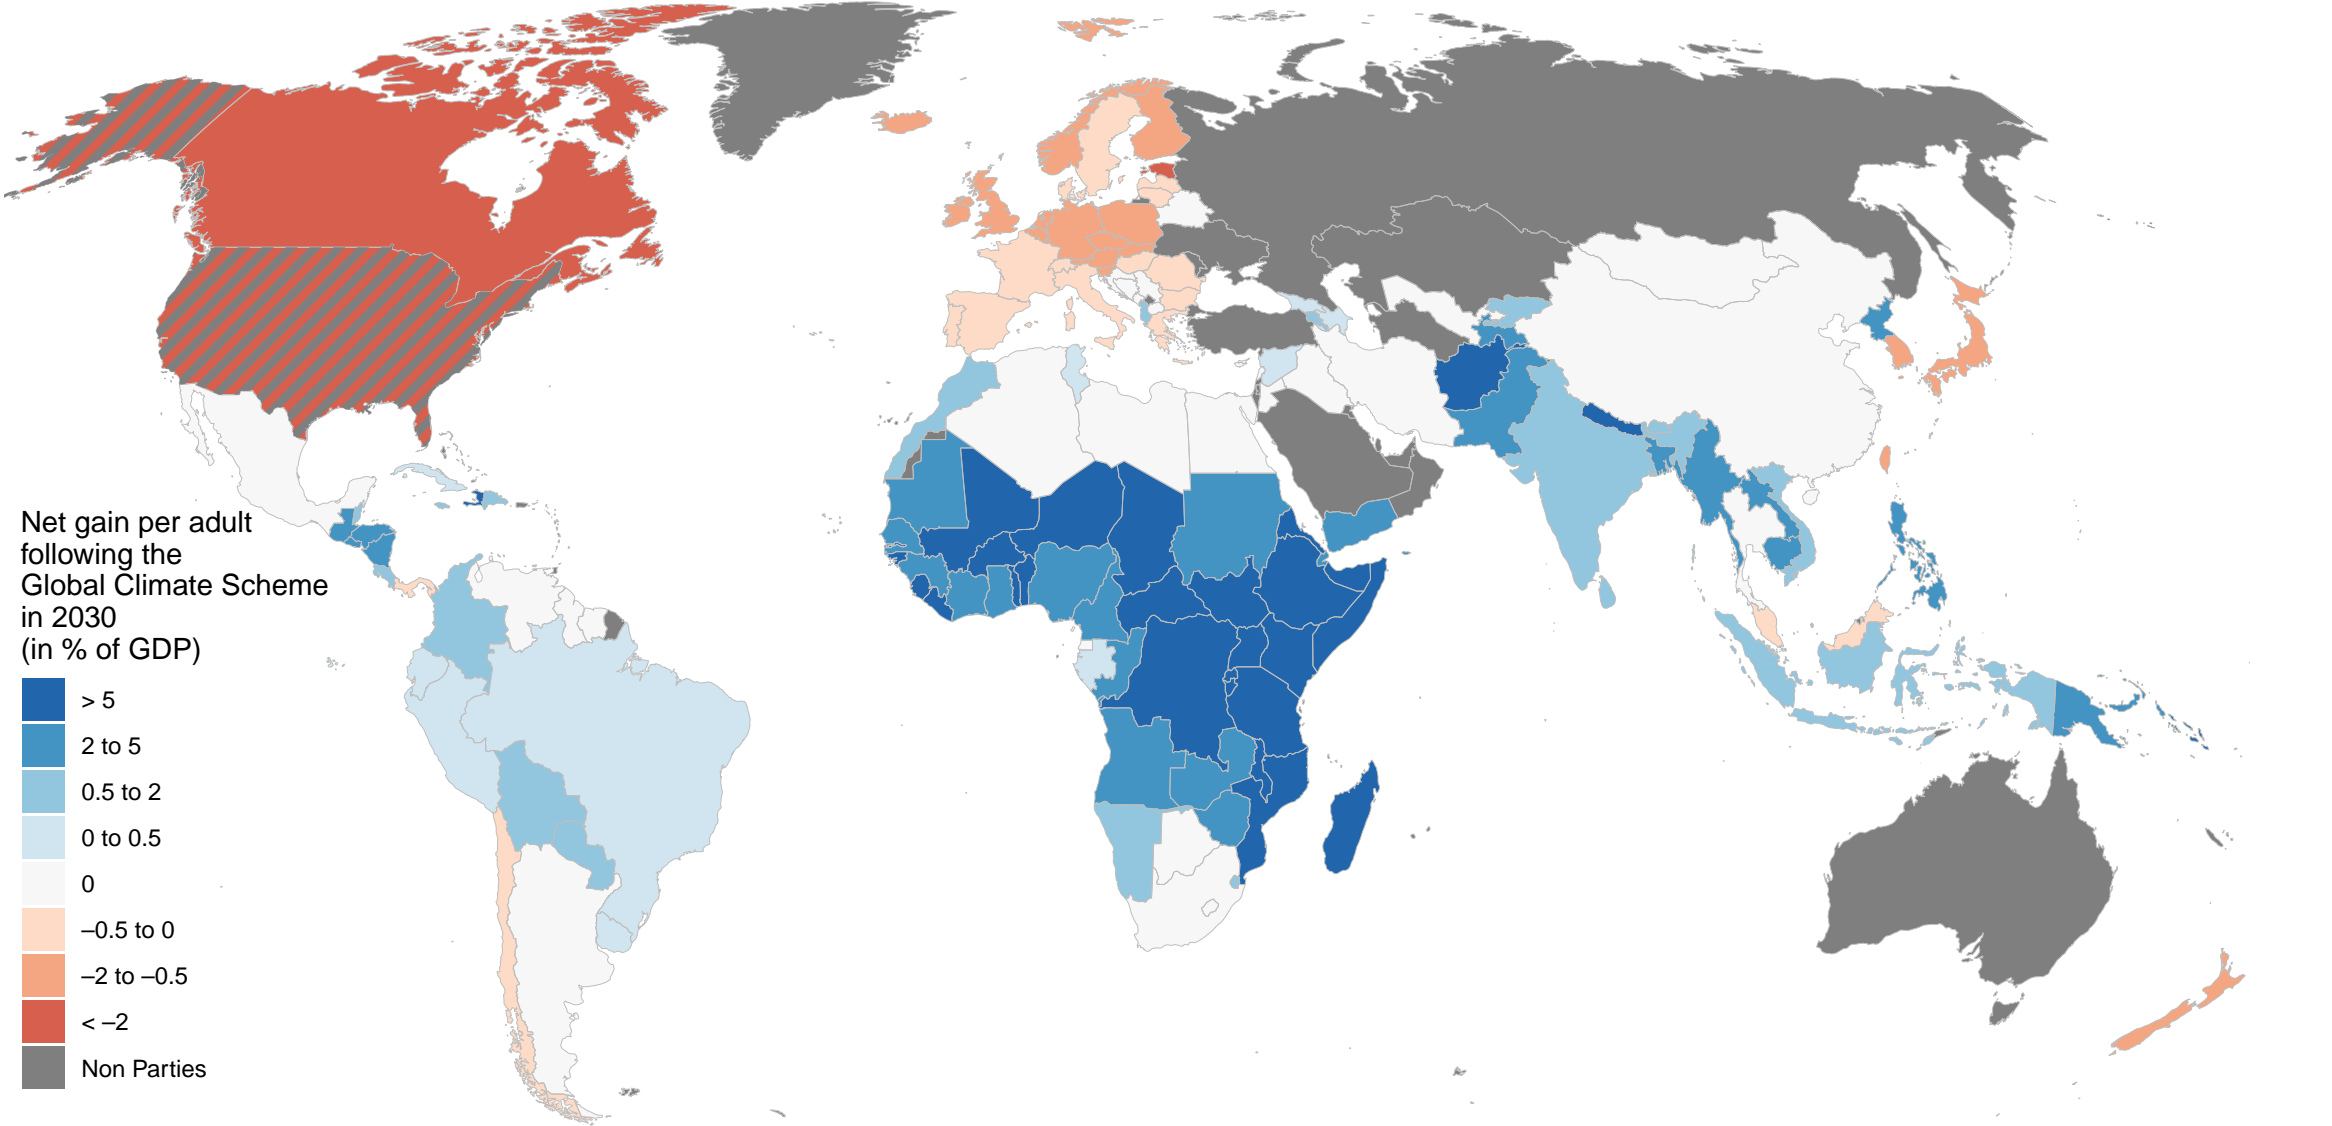 Net gain per adult
following the
Global Climate Scheme
in 2030
(in % of GDP)
> 5
2 to 5
0.5 to 2
0 to 0.5
0
–0.5 to 0
–2 to –0.5
< –2
Non Parties